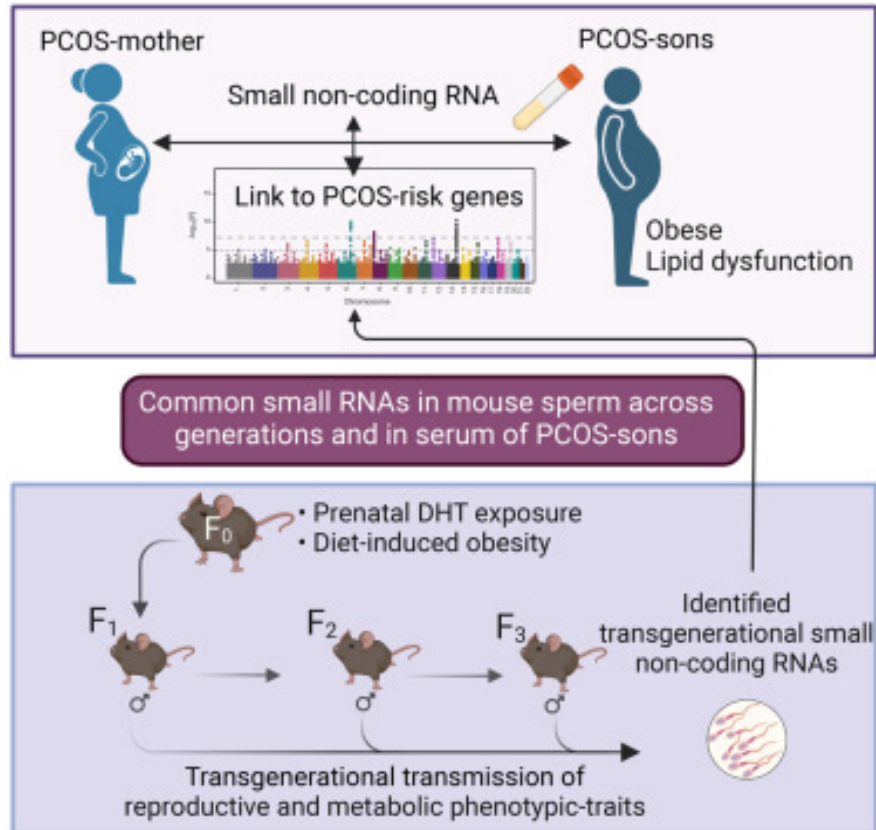 PCOS-mother
PCOS-sons
Small non-coding RNA
Link to PCOS-risk genes
Chromosome
Obese
Lipid dysfunction
Common small RNAs in mouse sperm across
generations and in serum of PCOS-sons
F₀
• Prenatal DHT exposure
• Diet-induced obesity
F₁
F₂
F₃
♂
♂
♂
Identified
transgenerational small
non-coding RNAs
Transgenerational transmission of
reproductive and metabolic phenotypic-traits